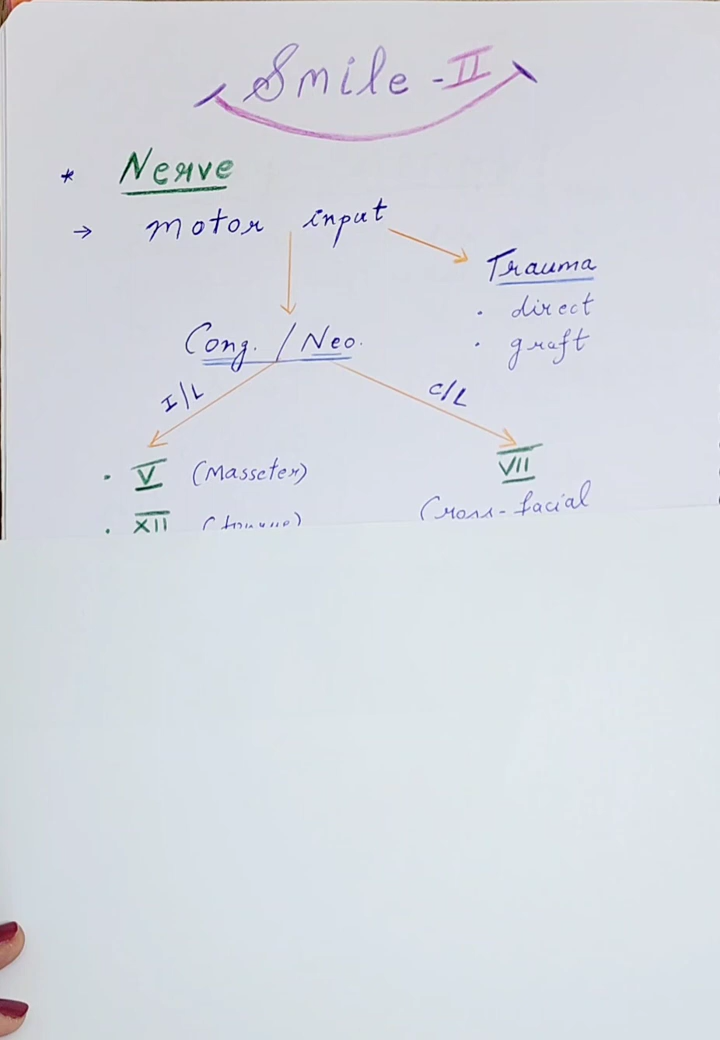 Smile - II
* Nerve
→ motor input
Trauma
. direct
. graft
Cong. / Neo.
I/L
C/L
. V (Masseter)
VII
. XII
Cross-facial